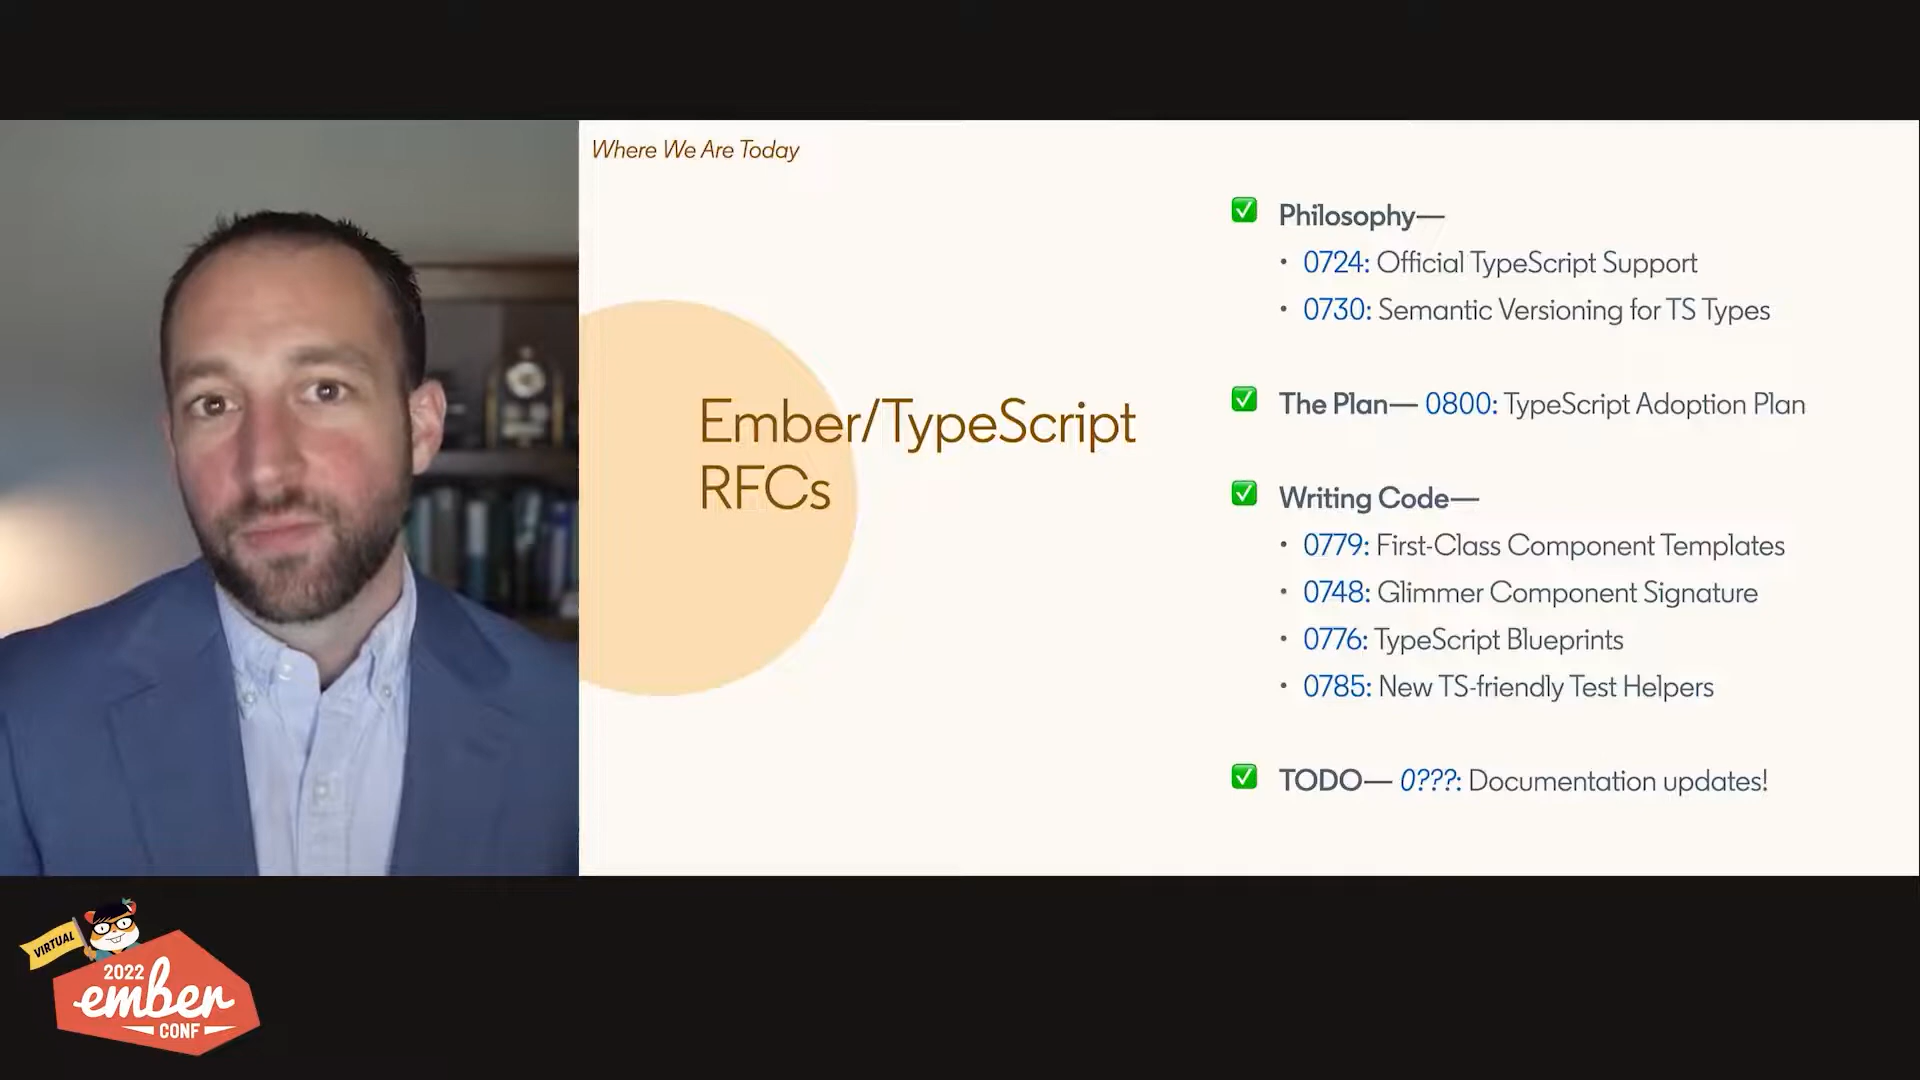 Where We Are Today
Ember/TypeScript
RFCs
✅ Philosophy—
• 0724: Official TypeScript Support
• 0730: Semantic Versioning for TS Types
✅ The Plan— 0800: TypeScript Adoption Plan
✅ Writing Code—
• 0779: First-Class Component Templates
• 0748: Glimmer Component Signature
• 0776: TypeScript Blueprints
• 0785: New TS-friendly Test Helpers
✅ TODO— 0???: Documentation updates!
VIRTUAL
2022
ember
CONF